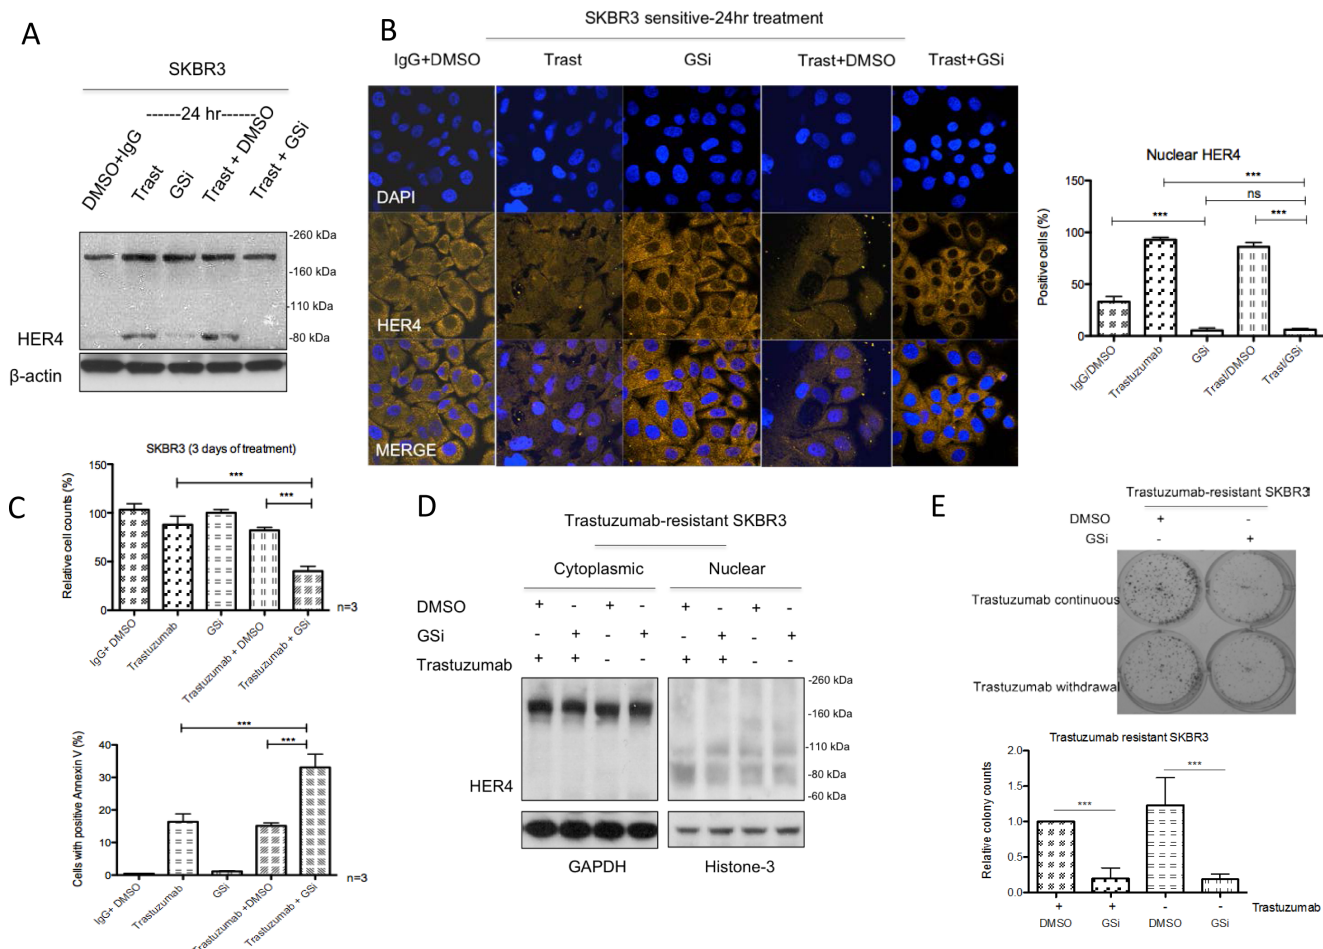 A
SKBR3
------24 hr------
DMSO+IgG
Trast
GSi
Trast + DMSO
Trast + GSi
-260 kDa
-160 kDa
-110 kDa
-80 kDa
HER4
β-actin
B
SKBR3 sensitive-24hr treatment
IgG+DMSO
Trast
GSi
Trast+DMSO
Trast+GSi
DAPI
HER4
MERGE
Nuclear HER4
***
ns
***
***
Positive cells (%)
150
100
50
0
IgG/DMSO
Trastuzumab
GSi
Trast/DMSO
Trast/GSi
C
SKBR3 (3 days of treatment)
***
***
Relative cell counts (%)
150
100
50
0
n=3
IgG+ DMSO
Trastuzumab
GSi
Trastuzumab + DMSO
Trastuzumab + GSi
***
***
Cells with positive Annexin V (%)
40
30
20
10
0
n=3
IgG+ DMSO
Trastuzumab
GSi
Trastuzumab +DMSO
Trastuzumab + GSi
D
Trastuzumab-resistant SKBR3
Cytoplasmic Nuclear
DMSO + - + - + - + -
GSi - + - + - + - +
Trastuzumab + + - - + + - -
-260 kDa
-160 kDa
-110 kDa
-80 kDa
-60 kDa
HER4
GAPDH Histone-3
E
Trastuzumab-resistant SKBR3
DMSO + -
GSi - +
Trastuzumab continuous
Trastuzumab withdrawal
Trastuzumab resistant SKBR3
***
***
Relative colony counts
2.0
1.5
1.0
0.5
0.0
+ + - - Trastuzumab
DMSO GSi DMSO GSi